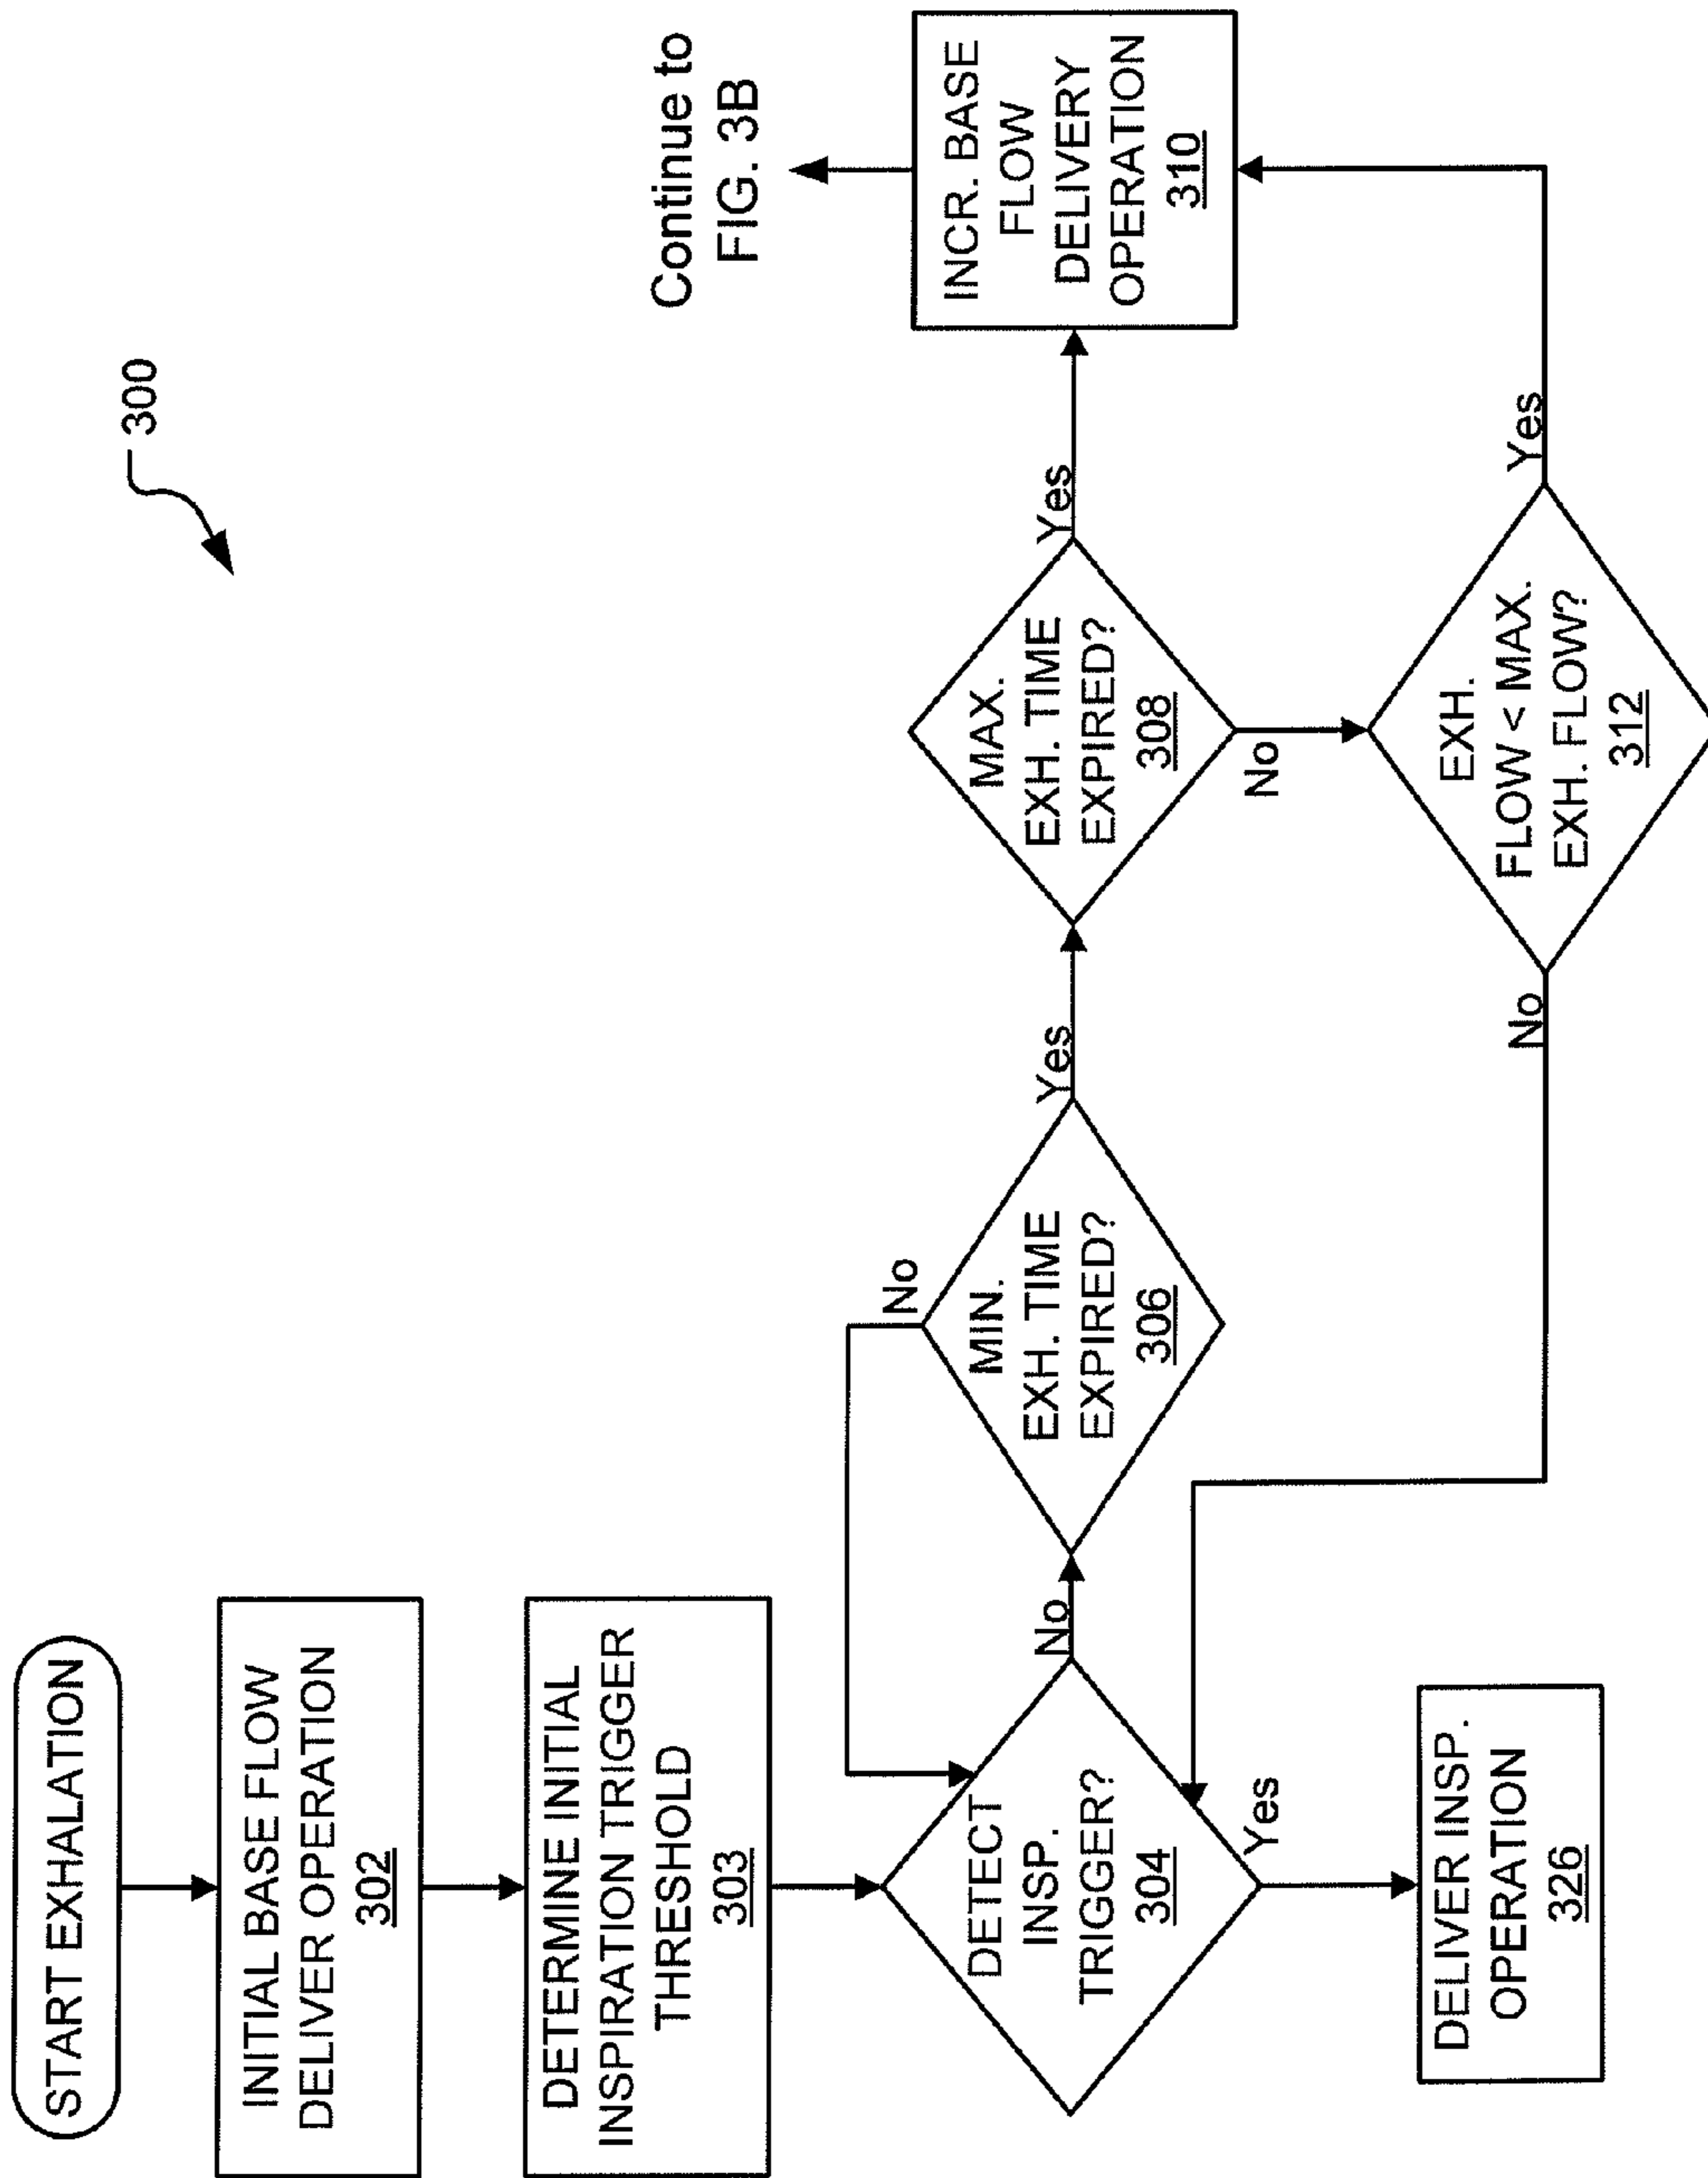 300
START EXHALATION
INITIAL BASE FLOW
DELIVER OPERATION
302
DETERMINE INITIAL
INSPIRATION TRIGGER
THRESHOLD
303
DETECT
INSP.
TRIGGER?
304
No
Yes
DELIVER INSP.
OPERATION
326
MIN.
EXH. TIME
EXPIRED?
306
No
Yes
MAX.
EXH. TIME
EXPIRED?
308
Yes
No
EXH.
FLOW < MAX.
EXH. FLOW?
312
No
Yes
INCR. BASE
FLOW
DELIVERY
OPERATION
310
Continue to
FIG. 3B